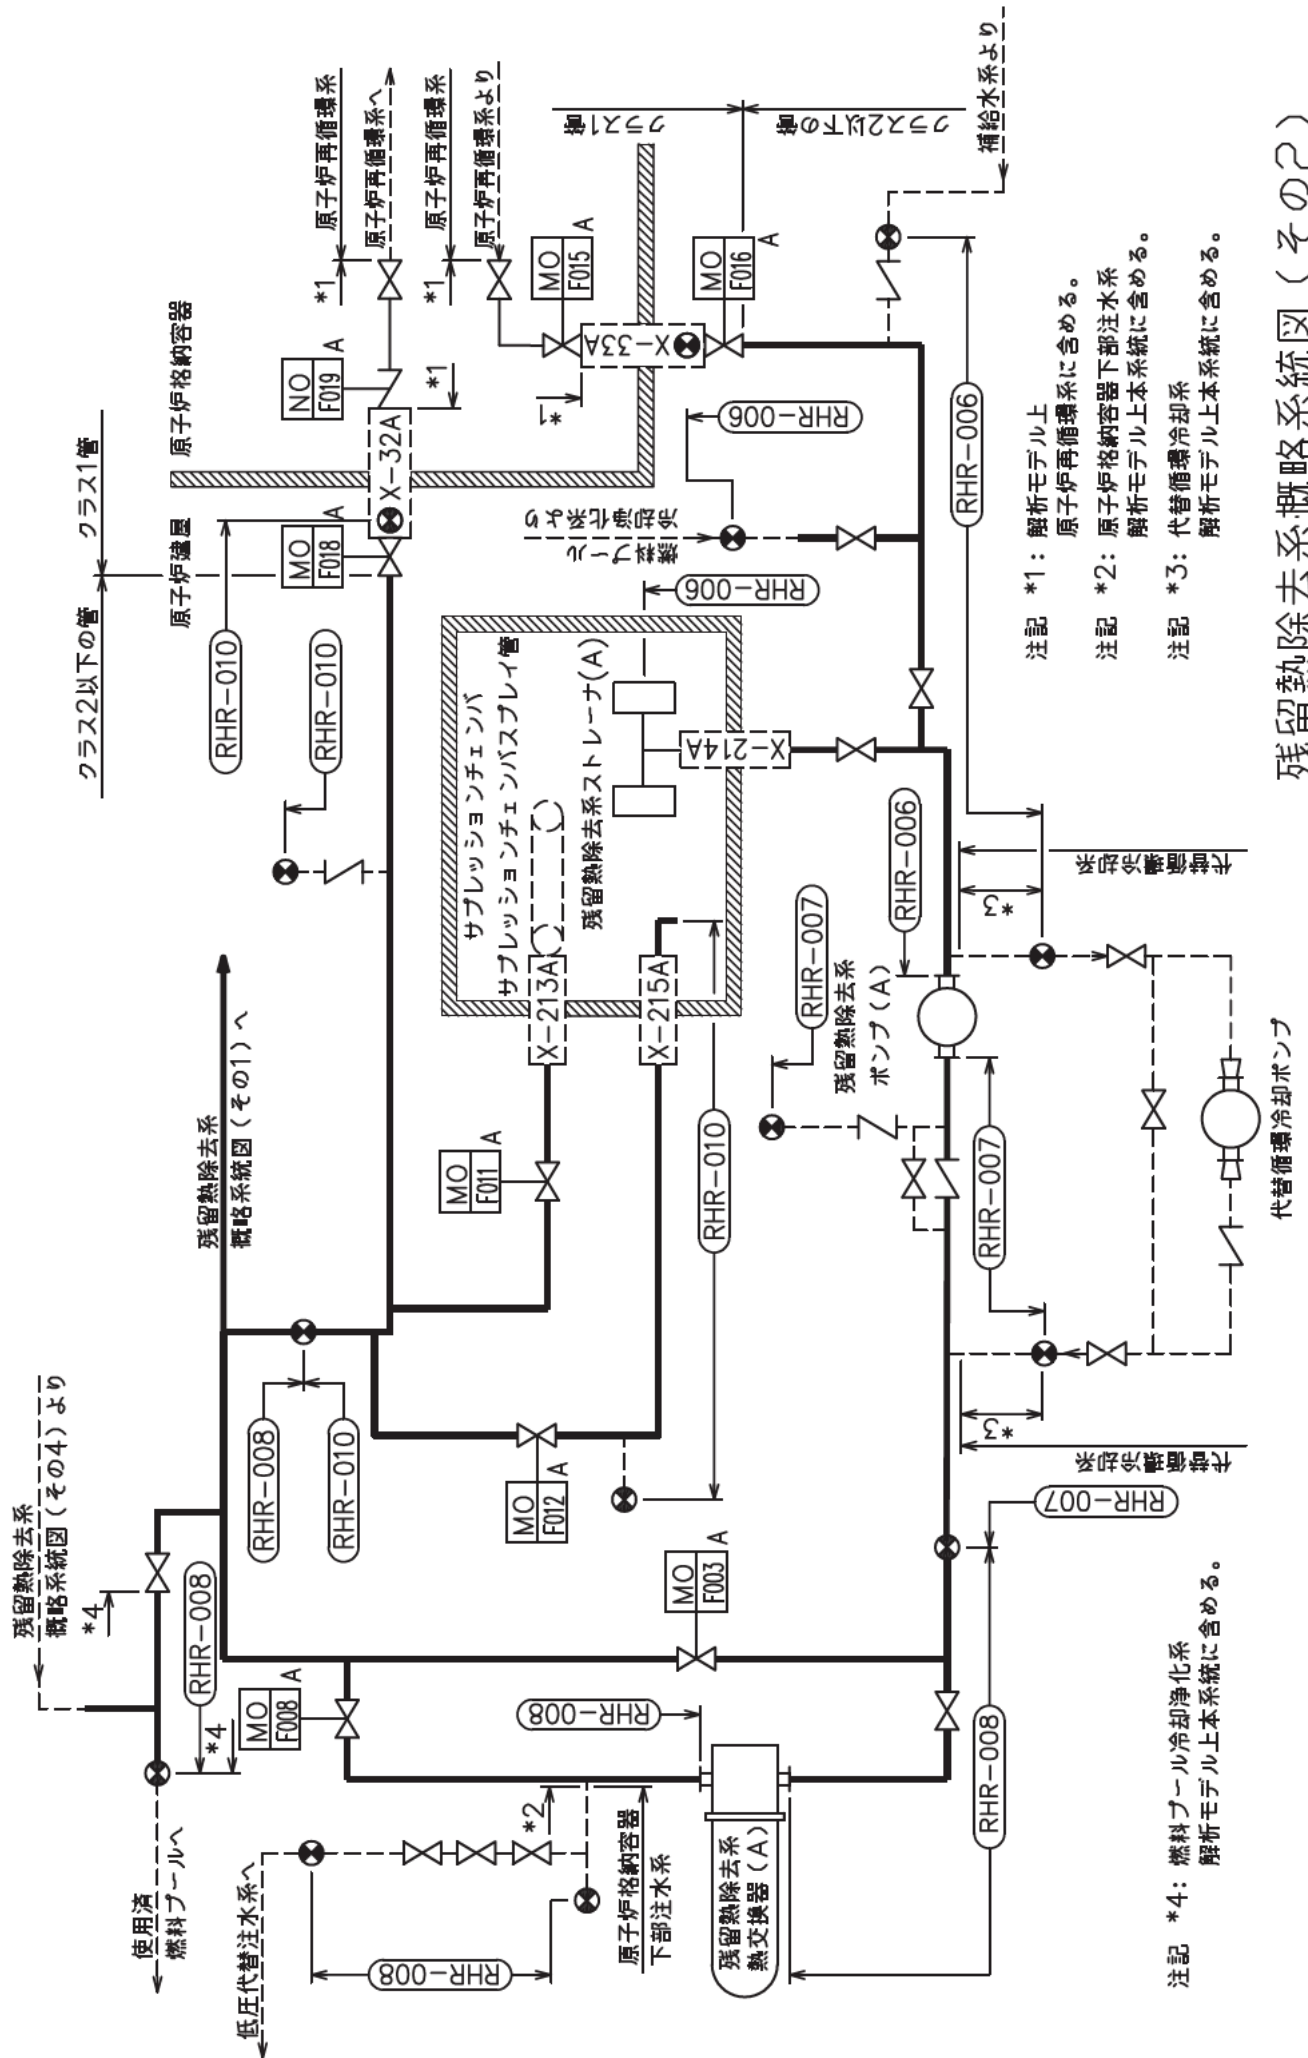 残留熱除去系
概略系統図(その4)より
*4
RHR-008
*4
使用済
燃料プールへ
低圧代替注水系へ
MO
F008
A
RHR-008
*2
原子炉格納容器
下部注水系
RHR-008
残留熱除去系
熱交換器(A)
RHR-008
RHR-007
MO
F003
A
RHR-008
RHR-010
MO
F012
A
残留熱除去系
概略系統図(その1)へ
MO
F011
A
RHR-010
X-213A
X-215A
サプレッションチェンバ
サプレッションチェンバスプレイ管
残留熱除去系ストレーナ(A)
X-214A
RHR-006
RHR-007
残留熱除去系
ポンプ(A)
RHR-006
RHR-007
*3
代替循環冷却系
*3
代替循環冷却系
代替循環冷却ポンプ
クラス2以下の管
クラス1管
原子炉建屋
原子炉格納容器
RHR-010
RHR-010
MO
F018
A
X-32A
NO
F019
A
*1
*1
原子炉再循環系
原子炉再循環系へ
*1
原子炉再循環系
原子炉再循環系より
MO
F015
A
*1
X-33A
MO
F016
A
クラス1管
クラス2以下の管
補給水系より
RHR-006
燃料プール
冷却浄化系より
RHR-006
注記 *1: 解析モデル上
原子炉再循環系に含める。
注記 *2: 原子炉格納容器下部注水系
解析モデル上本系統に含める。
注記 *3: 代替循環冷却系
解析モデル上本系統に含める。
注記 *4: 燃料プール冷却浄化系
解析モデル上本系統に含める。
残留熱除去系概略系統図(その2)